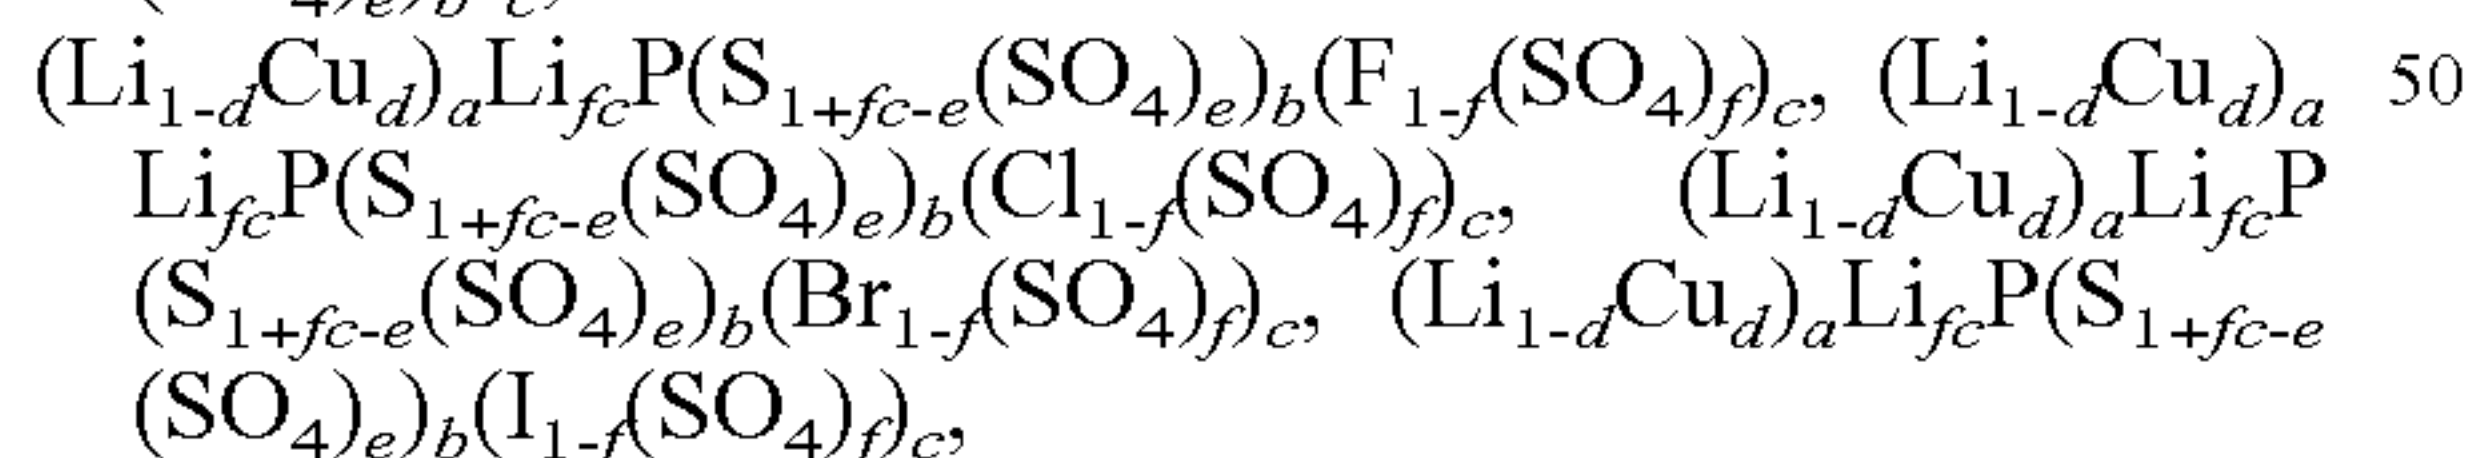 (Li₁₋dCud)aLifcP(S₁₊fc₋e(SO₄)e)b(F₁₋f(SO₄)f)c, (Li₁₋dCud)a 50
LifcP(S₁₊fc₋e(SO₄)e)b(Cl₁₋f(SO₄)f)c, (Li₁₋dCud)aLifcP
(S₁₊fc₋e(SO₄)e)b(Br₁₋f(SO₄)f)c, (Li₁₋dCud)aLifcP(S₁₊fc₋e
(SO₄)e)b(I₁₋f(SO₄)f)c,